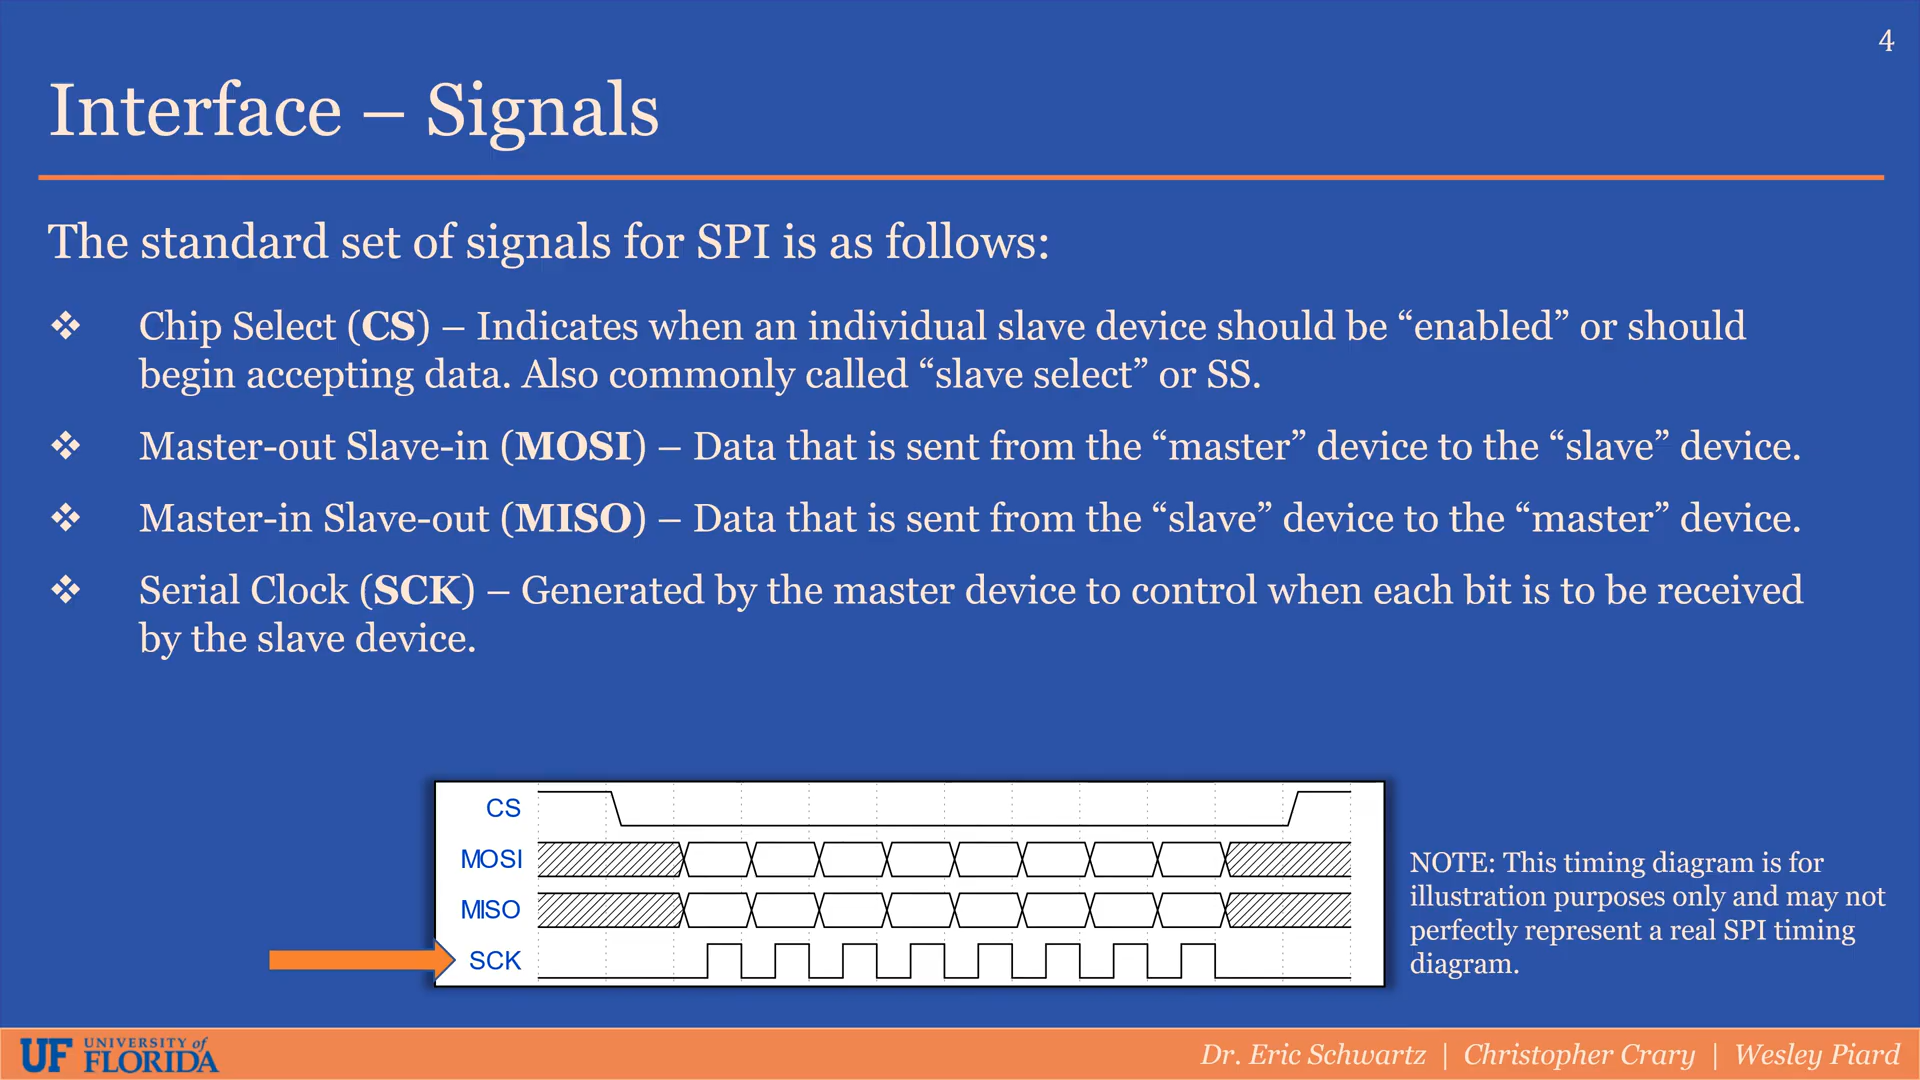 4
Interface – Signals
The standard set of signals for SPI is as follows:
❖ Chip Select (CS) – Indicates when an individual slave device should be “enabled” or should
begin accepting data. Also commonly called “slave select” or SS.
❖ Master-out Slave-in (MOSI) – Data that is sent from the “master” device to the “slave” device.
❖ Master-in Slave-out (MISO) – Data that is sent from the “slave” device to the “master” device.
❖ Serial Clock (SCK) – Generated by the master device to control when each bit is to be received
by the slave device.
CS
MOSI
MISO
SCK
NOTE: This timing diagram is for
illustration purposes only and may not
perfectly represent a real SPI timing
diagram.
UF UNIVERSITY of
FLORIDA
Dr. Eric Schwartz | Christopher Crary | Wesley Piard